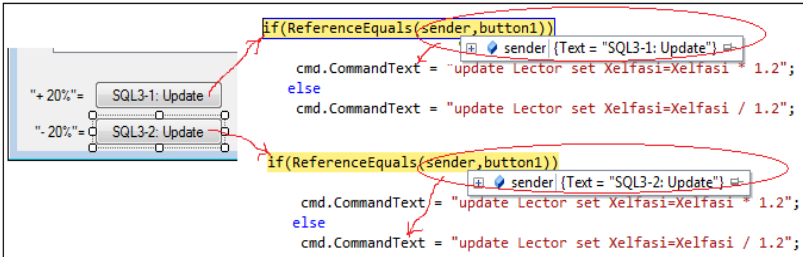 if(ReferenceEquals(sender,button1))
sender {Text = "SQL3-1: Update"}
cmd.CommandText = "update Lector set Xelfasi=Xelfasi * 1.2";
else
cmd.CommandText = "update Lector set Xelfasi=Xelfasi / 1.2";
"+ 20%"= SQL3-1: Update
"- 20%"= SQL3-2: Update
if(ReferenceEquals(sender,button1))
sender {Text = "SQL3-2: Update"}
cmd.CommandText = "update Lector set Xelfasi=Xelfasi * 1.2";
else
cmd.CommandText = "update Lector set Xelfasi=Xelfasi / 1.2";